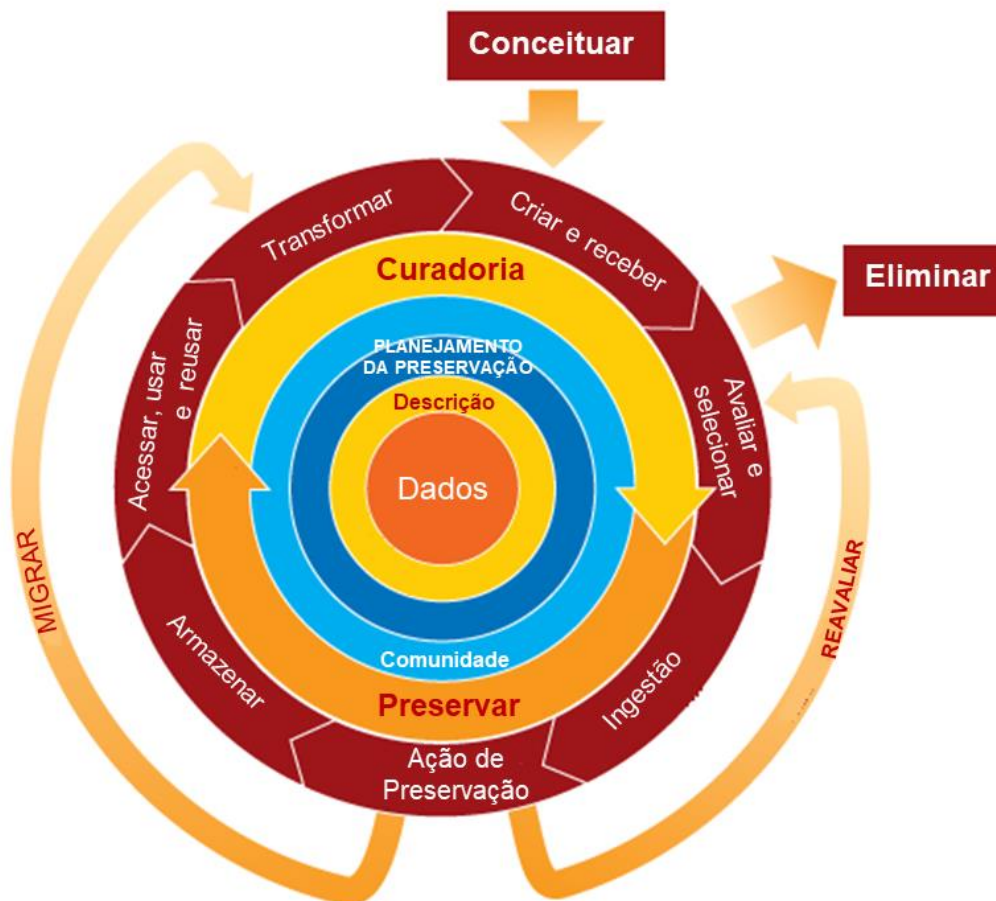 Conceituar
Criar e receber
Transformar
Curadoria
Eliminar
Acessar, usar
e reusar
PLANEJAMENTO
DA PRESERVAÇÃO
Descrição
Avaliar e
selecionar
Dados
MIGRAR
REAVALIAR
Armazenar
Comunidade
Preservar
Ingestão
Ação de
Preservação